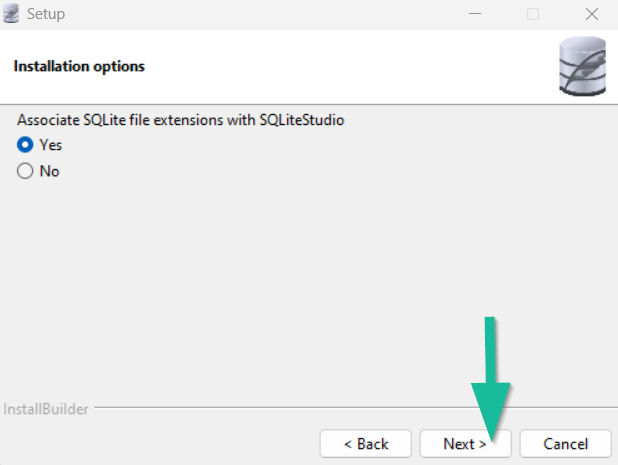 Setup
Installation options
Associate SQLite file extensions with SQLiteStudio
Yes
No
InstallBuilder
< Back
Next >
Cancel